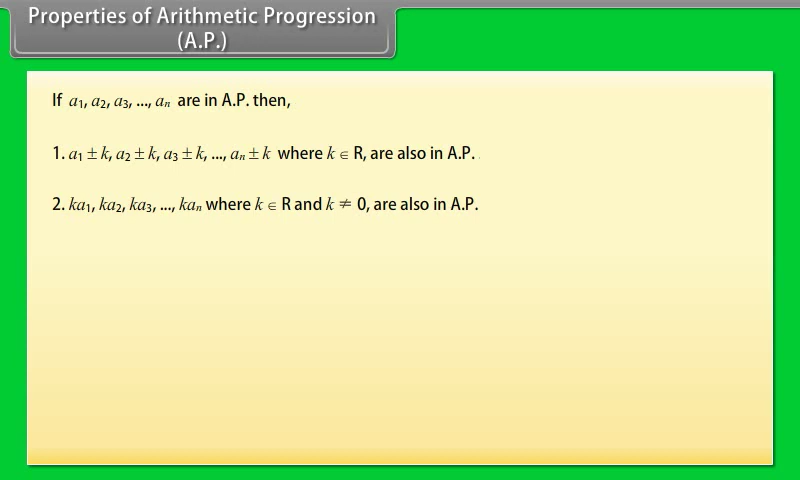 Properties of Arithmetic Progression
(A.P.)
If a₁, a₂, a₃, ..., aₙ are in A.P. then,
1. a₁ ± k, a₂ ± k, a₃ ± k, ..., aₙ ± k where k ∈ R, are also in A.P.
2. ka₁, ka₂, ka₃, ..., kaₙ where k ∈ R and k ≠ 0, are also in A.P.